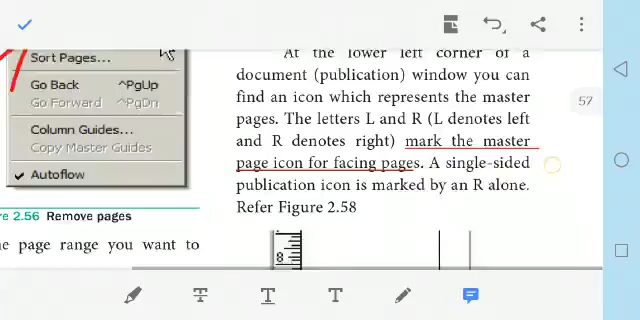 Sort Pages...
Go Back ^PgUp
Go Forward ^PgDn
Column Guides...
Copy Master Guides
Autoflow
re 2.56 Remove pages
e page range you want to
At the lower left corner of a
document (publication) window you can
find an icon which represents the master
pages. The letters L and R (L denotes left
and R denotes right) mark the master
page icon for facing pages. A single-sided
publication icon is marked by an R alone.
Refer Figure 2.58
8
57
T
T